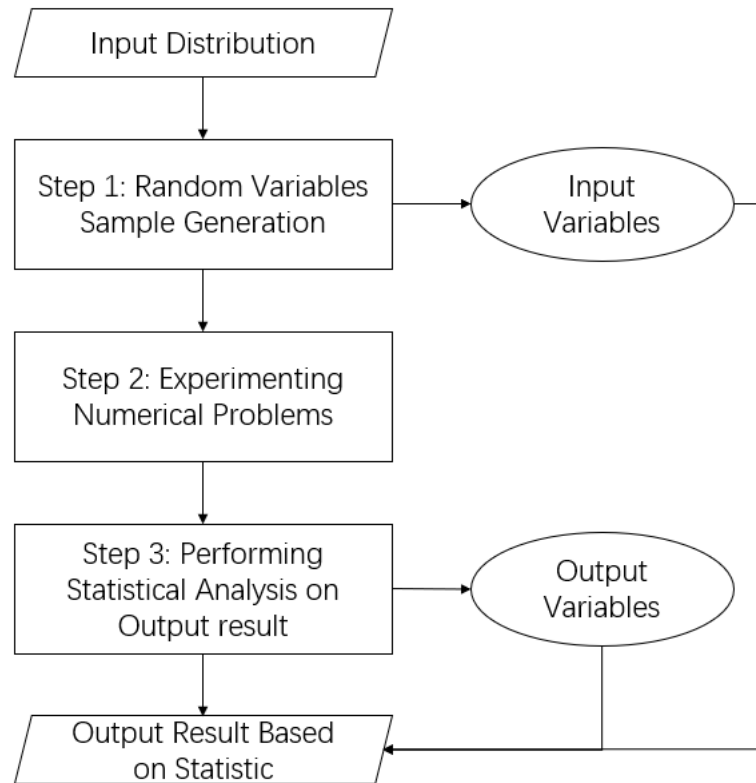 Input Distribution
Step 1: Random Variables
Sample Generation
Input
Variables
Step 2: Experimenting
Numerical Problems
Step 3: Performing
Statistical Analysis on
Output result
Output
Variables
Output Result Based
on Statistic